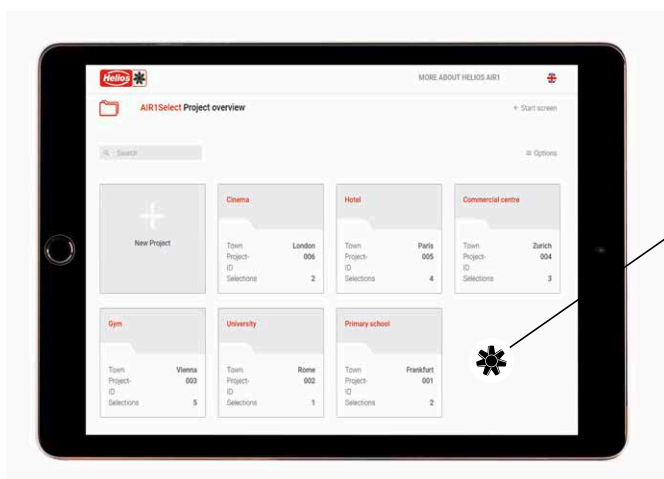 Helios
MORE ABOUT HELIOS AIR1
AIR1Select Project overview
+ Start screen
Search
Options
New Project
Cinema
Town London
Project- 006
ID
Selections 2
Hotel
Town Paris
Project- 005
ID
Selections 4
Commercial centre
Town Zurich
Project- 004
ID
Selections 3
Gym
Town Vienna
Project- 003
ID
Selections 5
University
Town Rome
Project- 002
ID
Selections 1
Primary school
Town Frankfurt
Project- 001
ID
Selections 2